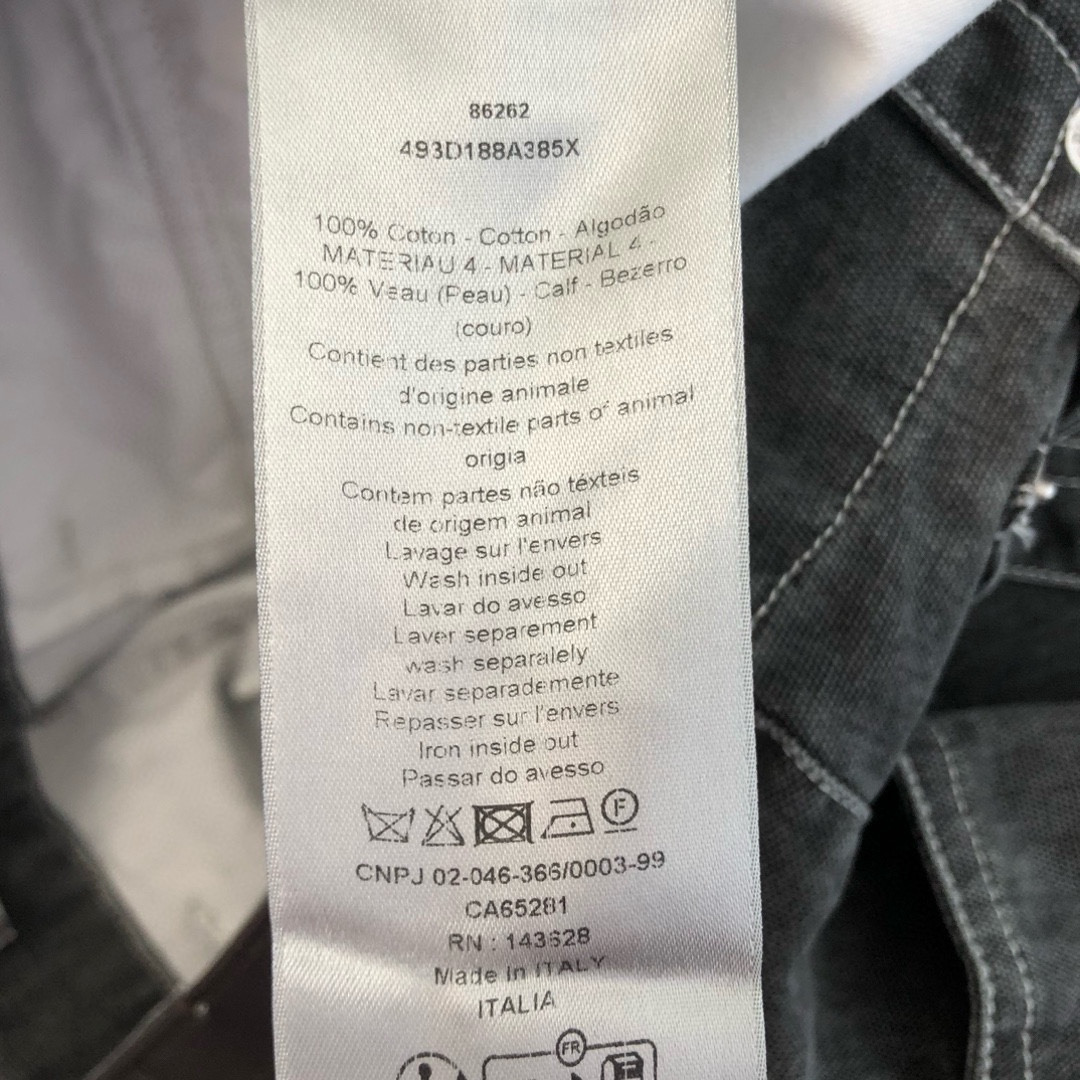 86262
493D188A385X
100% Coton - Cotton - Algodão
MATERIAU 4 - MATERIAL 4 -
100% Veau (Peau) - Calf - Bezerro
(couro)
Contient des parties non textiles
d'origine animale
Contains non-textile parts of animal
origia
Contem partes não téxteis
de origem animal
Lavage sur l'envers
Wash inside out
Lavar do avesso
Laver separement
wash separalely
Lavar separademente
Repasser sur l'envers
Iron inside out
Passar do avesso
F
CNPJ 02-046-366/0003-99
CA65281
RN : 143628
Made in ITALY
ITALIA
FR